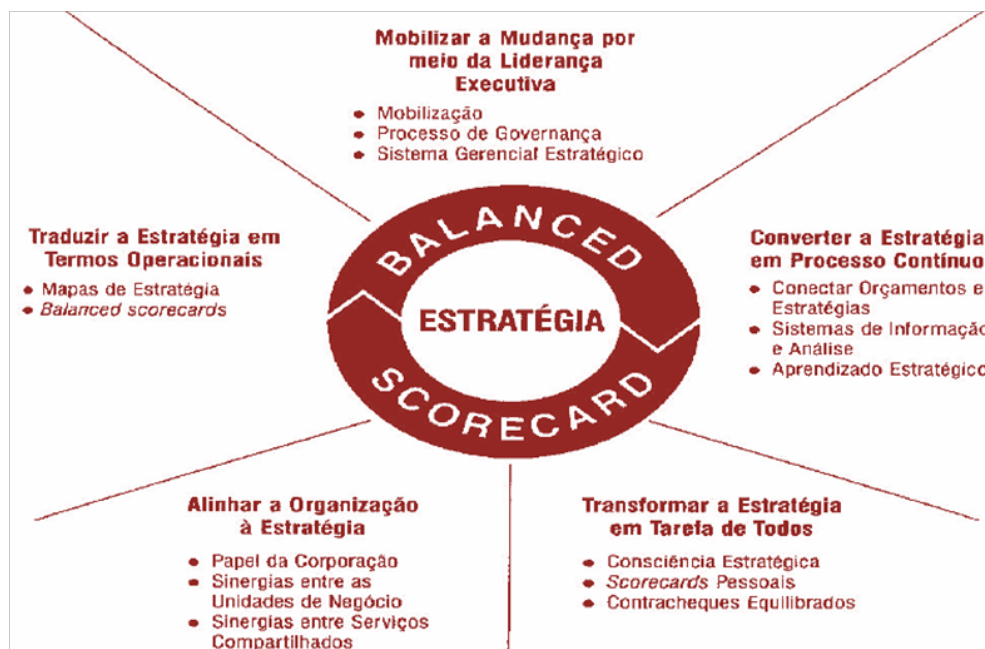 Mobilizar a Mudança por
meio da Liderança
Executiva
• Mobilização
• Processo de Governança
• Sistema Gerencial Estratégico
Traduzir a Estratégia em
Termos Operacionais
• Mapas de Estratégia
• Balanced scorecards
BALANCED
ESTRATÉGIA
SCORECARD
Converter a Estratégia
em Processo Contínuo
• Conectar Orçamentos e
Estratégias
• Sistemas de Informação
e Análise
• Aprendizado Estratégico
Alinhar a Organização
à Estratégia
• Papel da Corporação
• Sinergias entre as
Unidades de Negócio
• Sinergias entre Serviços
Compartilhados
Transformar a Estratégia
em Tarefa de Todos
• Consciência Estratégica
• Scorecards Pessoais
• Contracheques Equilibrados